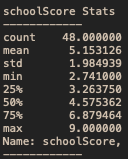 schoolScore Stats
------------
count    48.000000
mean      5.153126
std       1.984939
min       2.741000
25%       3.263750
50%       4.575362
75%       6.879464
max       9.000000
Name: schoolScore,
------------